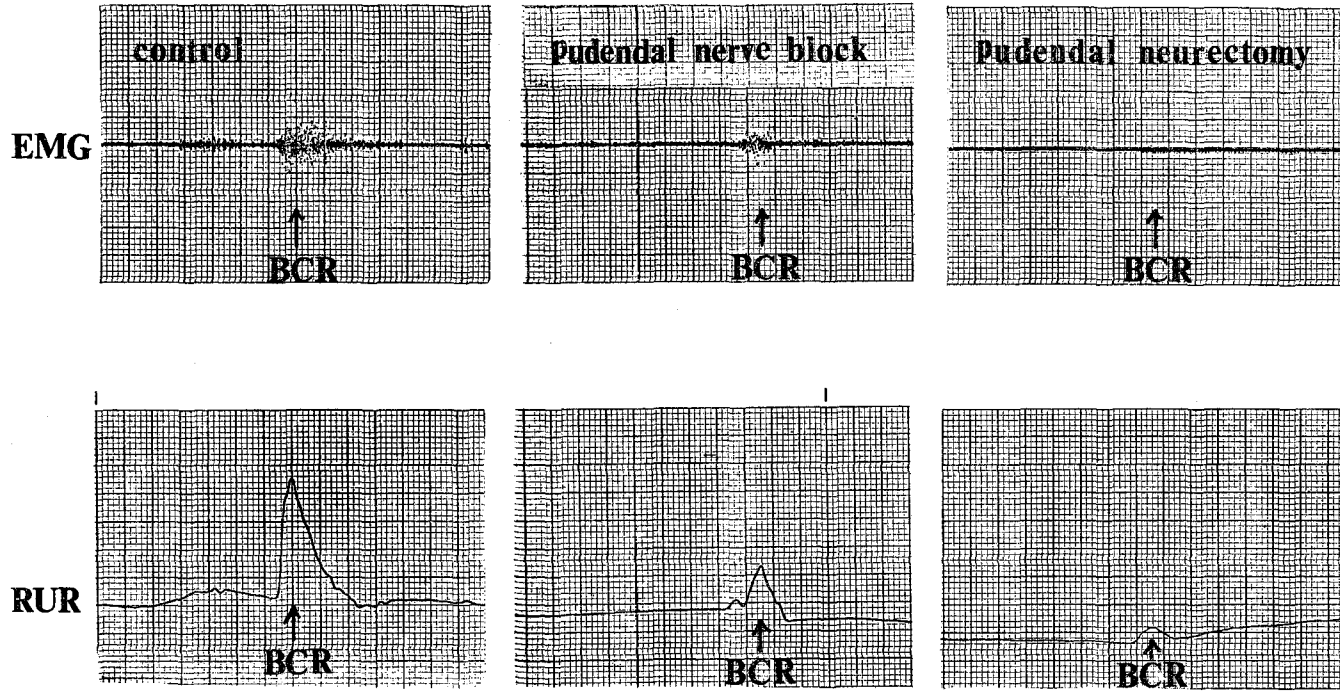 control
Pudendal nerve block
Pudendal neurectomy
EMG
BCR
BCR
BCR
RUR
BCR
BCR
BCR